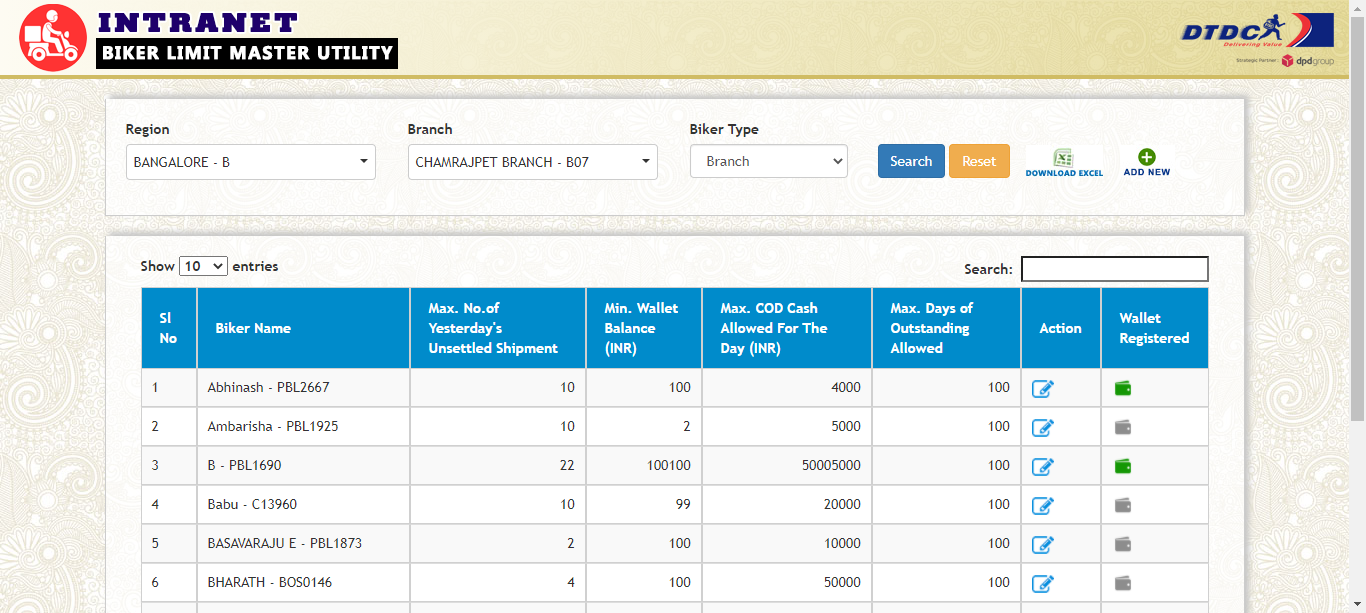 INTRANET
BIKER LIMIT MASTER UTILITY
DTDC
Delivering Value
Strategic Partner: dpdgroup
Region
Branch
Biker Type
BANGALORE - B
CHAMRAJPET BRANCH - B07
Branch
Search
Reset
DOWNLOAD EXCEL
ADD NEW
Show 10 entries
Search:
Sl No
Biker Name
Max. No.of Yesterday's Unsettled Shipment
Min. Wallet Balance (INR)
Max. COD Cash Allowed For The Day (INR)
Max. Days of Outstanding Allowed
Action
Wallet Registered
1 Abhinash - PBL2667 10 100 4000 100
2 Ambarisha - PBL1925 10 2 5000 100
3 B - PBL1690 22 100100 50005000 100
4 Babu - C13960 10 99 20000 100
5 BASAVARAJU E - PBL1873 2 100 10000 100
6 BHARATH - BOS0146 4 100 50000 100